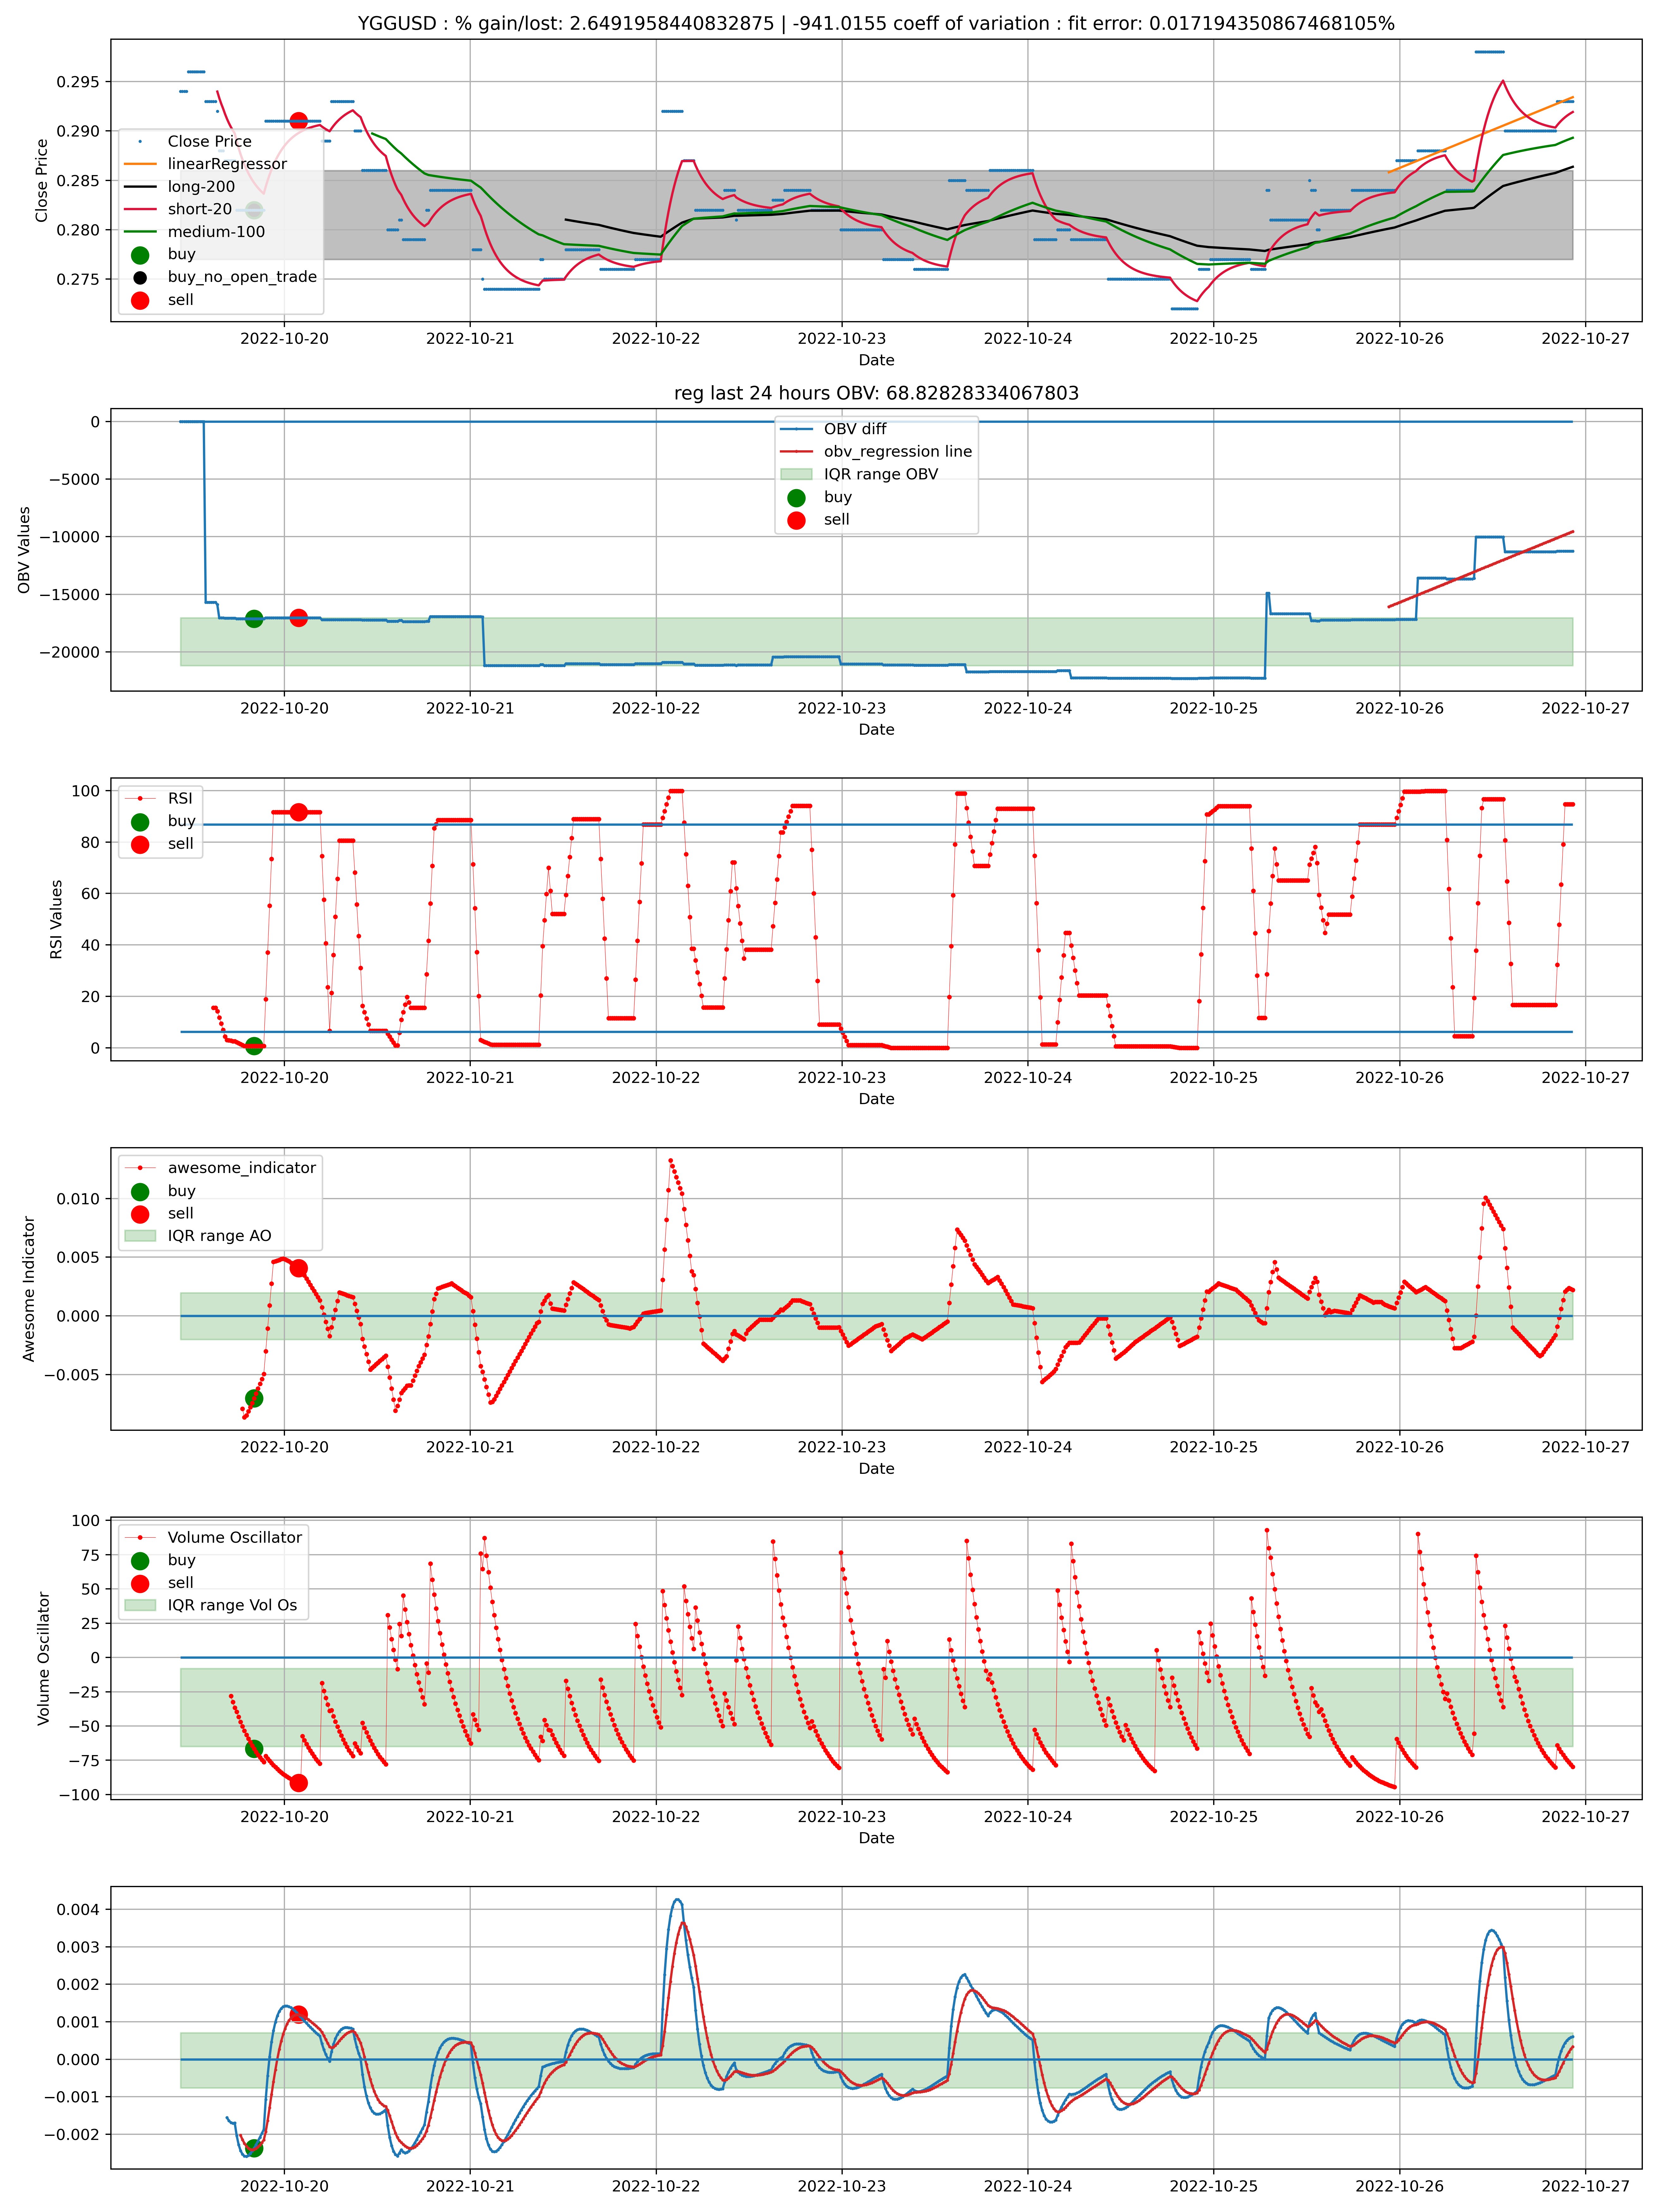 YGGUSD : % gain/lost: 2.6491958440832875 | -941.0155 coeff of variation : fit error: 0.017194350867468105%
Close Price
0.295
0.290
0.285
0.280
0.275
Close Price
linearRegressor
long-200
short-20
medium-100
buy
buy_no_open_trade
sell
2022-10-20 2022-10-21 2022-10-22 2022-10-23 2022-10-24 2022-10-25 2022-10-26 2022-10-27
Date
reg last 24 hours OBV: 68.82828334067803
OBV Values
0
−5000
−10000
−15000
−20000
OBV diff
obv_regression line
IQR range OBV
buy
sell
2022-10-20 2022-10-21 2022-10-22 2022-10-23 2022-10-24 2022-10-25 2022-10-26 2022-10-27
Date
RSI Values
100
80
60
40
20
0
RSI
buy
sell
2022-10-20 2022-10-21 2022-10-22 2022-10-23 2022-10-24 2022-10-25 2022-10-26 2022-10-27
Date
Awesome Indicator
0.010
0.005
0.000
−0.005
awesome_indicator
buy
sell
IQR range AO
2022-10-20 2022-10-21 2022-10-22 2022-10-23 2022-10-24 2022-10-25 2022-10-26 2022-10-27
Date
Volume Oscillator
100
75
50
25
0
−25
−50
−75
−100
Volume Oscillator
buy
sell
IQR range Vol Os
2022-10-20 2022-10-21 2022-10-22 2022-10-23 2022-10-24 2022-10-25 2022-10-26 2022-10-27
Date
0.004
0.003
0.002
0.001
0.000
−0.001
−0.002
2022-10-20 2022-10-21 2022-10-22 2022-10-23 2022-10-24 2022-10-25 2022-10-26 2022-10-27